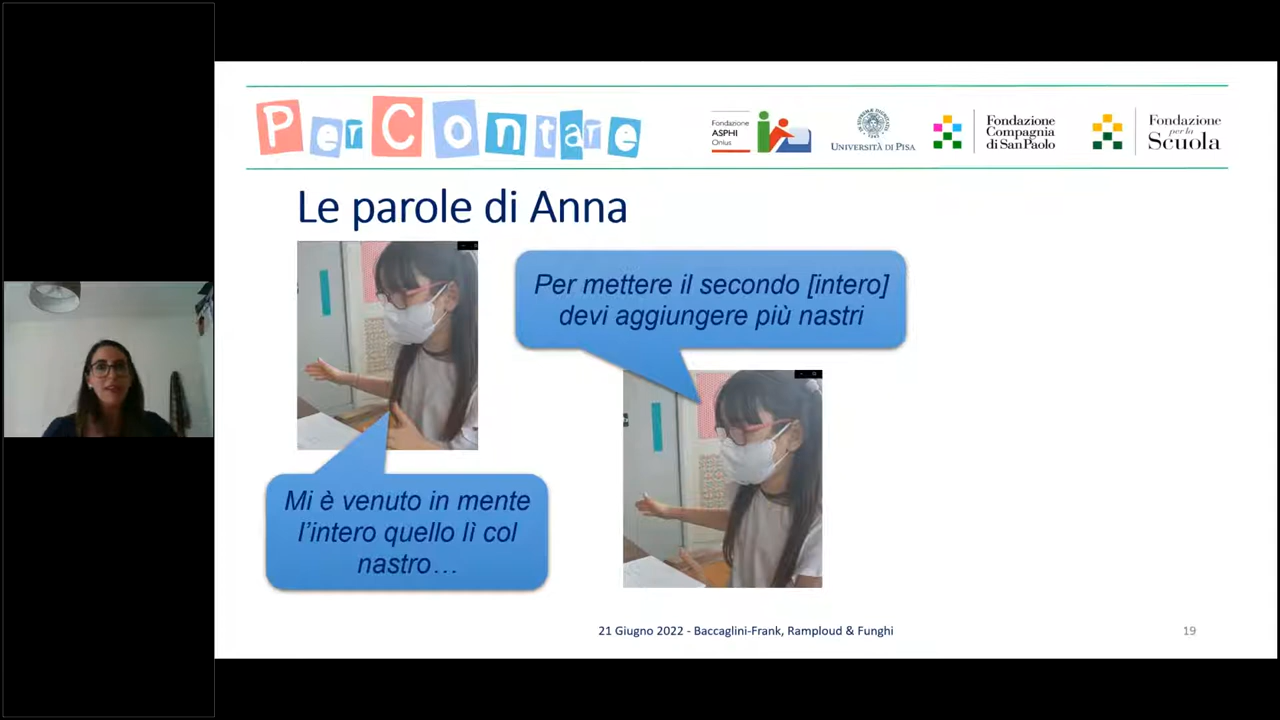 PerContare
Fondazione
ASPHI
Onlus
UNIVERSITÀ DI PISA
Fondazione
Compagnia
di San Paolo
Fondazione
per la
Scuola
Le parole di Anna
Per mettere il secondo [intero]
devi aggiungere più nastri
Mi è venuto in mente
l’intero quello lì col
nastro…
21 Giugno 2022 - Baccaglini-Frank, Ramploud & Funghi
19